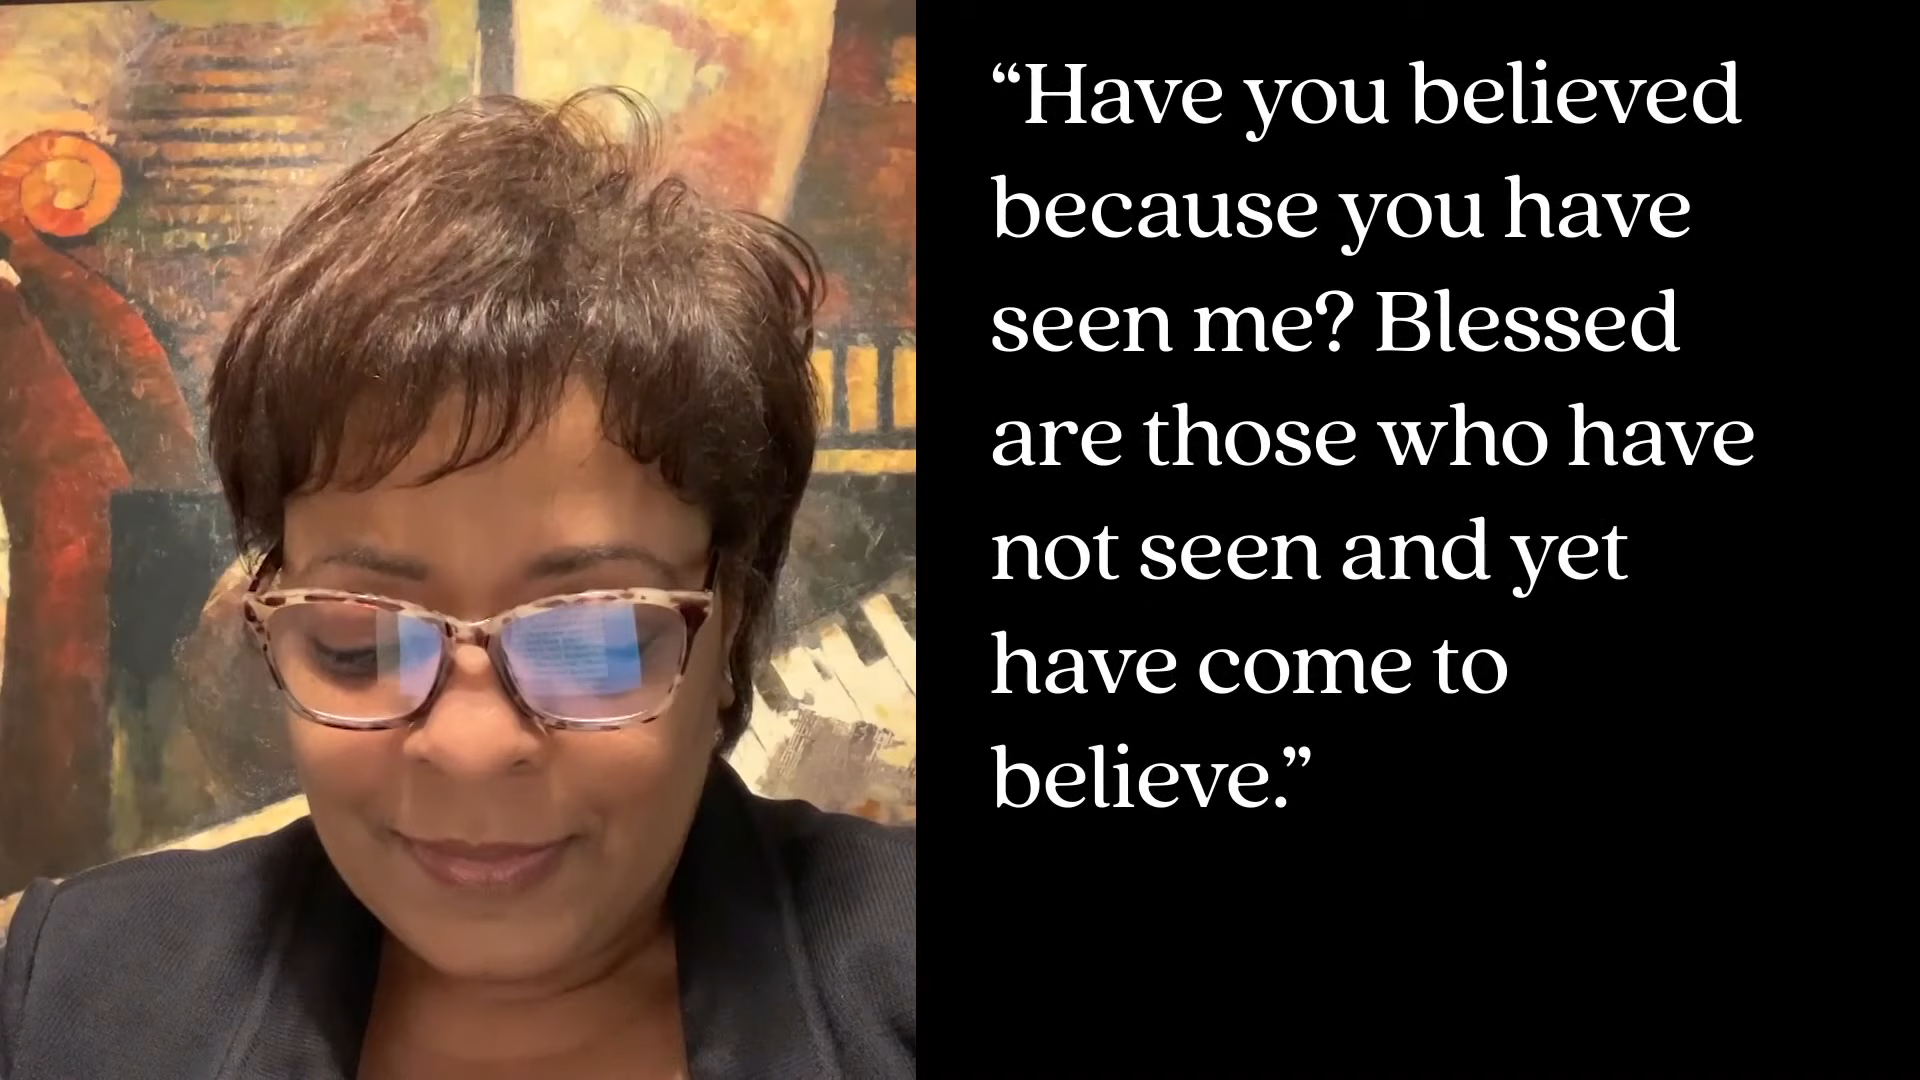 “Have you believed
because you have
seen me? Blessed
are those who have
not seen and yet
have come to
believe.”